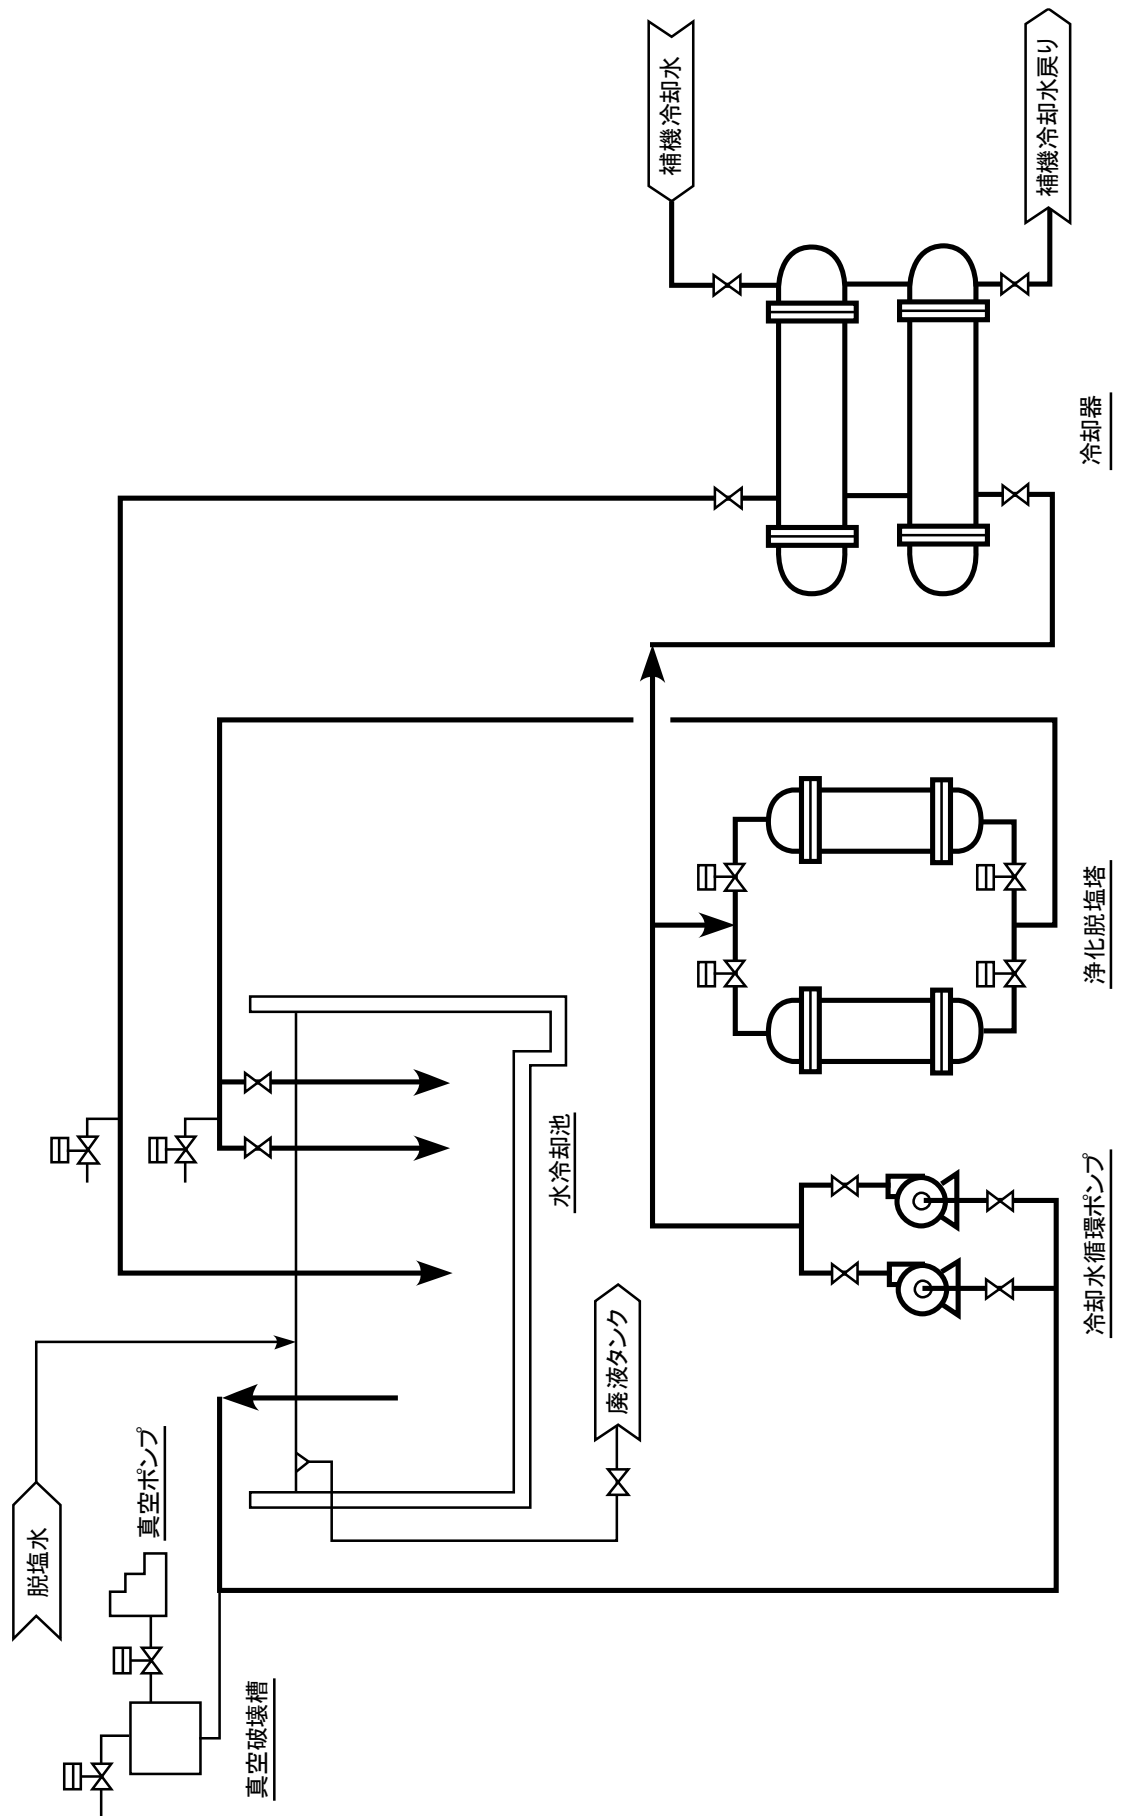 脱塩水
真空ポンプ
真空破壊槽
水冷却池
廃液タンク
補機冷却水
補機冷却水戻り
冷却器
浄化脱塩塔
冷却水循環ポンプ